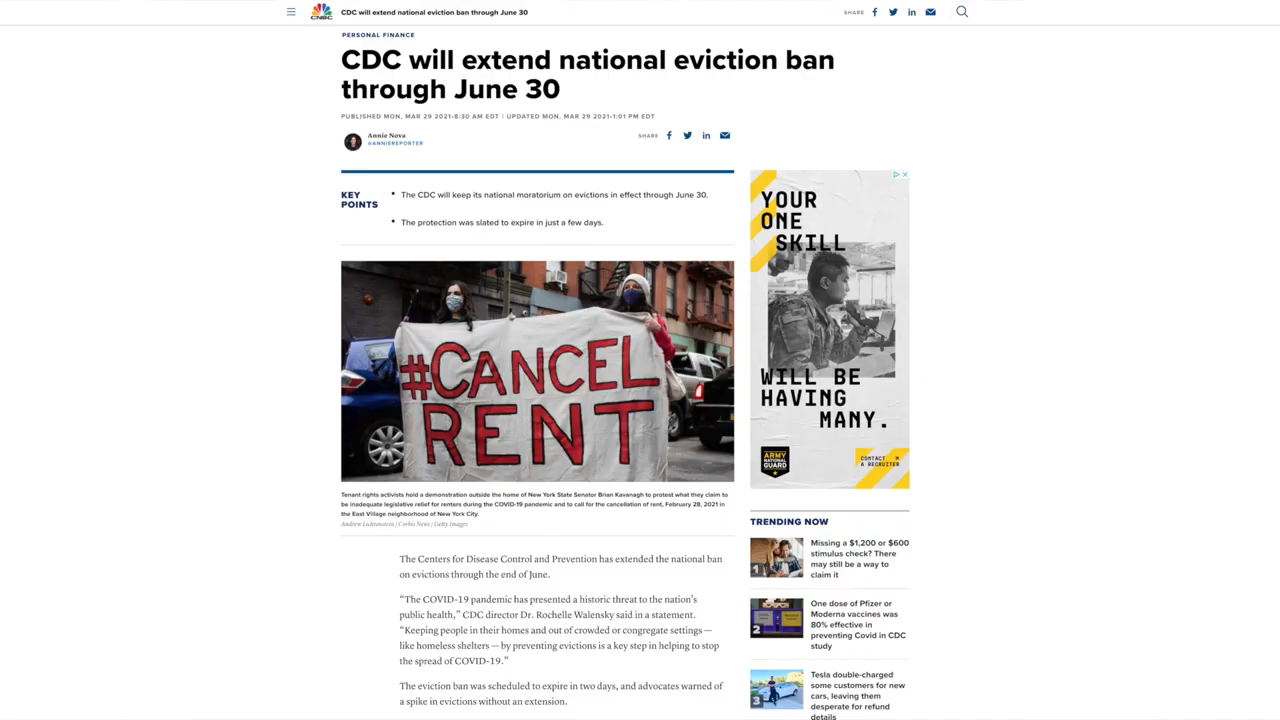 CNBC
CDC will extend national eviction ban through June 30
SHARE
PERSONAL FINANCE
CDC will extend national eviction ban
through June 30
PUBLISHED MON, MAR 29 2021•8:30 AM EDT | UPDATED MON, MAR 29 2021•1:01 PM EDT
Annie Nova
@ANNIEREPORTER
SHARE
KEY
POINTS
• The CDC will keep its national moratorium on evictions in effect through June 30.
• The protection was slated to expire in just a few days.
#CANCEL
RENT
Tenant rights activists hold a demonstration outside the home of New York State Senator Brian Kavanagh to protest what they claim to
be inadequate legislative relief for renters during the COVID-19 pandemic and to call for the cancellation of rent, February 28, 2021 in
the East Village neighborhood of New York City.
Andrew Lichtenstein | Corbis News | Getty Images
The Centers for Disease Control and Prevention has extended the national ban
on evictions through the end of June.
“The COVID-19 pandemic has presented a historic threat to the nation’s
public health,” CDC director Dr. Rochelle Walensky said in a statement.
“Keeping people in their homes and out of crowded or congregate settings —
like homeless shelters — by preventing evictions is a key step in helping to stop
the spread of COVID-19.”
The eviction ban was scheduled to expire in two days, and advocates warned of
a spike in evictions without an extension.
YOUR
ONE
SKILL
WILL BE
HAVING
MANY.
ARMY
NATIONAL
GUARD
CONTACT
A RECRUITER
TRENDING NOW
1
Missing a $1,200 or $600
stimulus check? There
may still be a way to
claim it
2
One dose of Pfizer or
Moderna vaccines was
80% effective in
preventing Covid in CDC
study
3
Tesla double-charged
some customers for new
cars, leaving them
desperate for refund
details